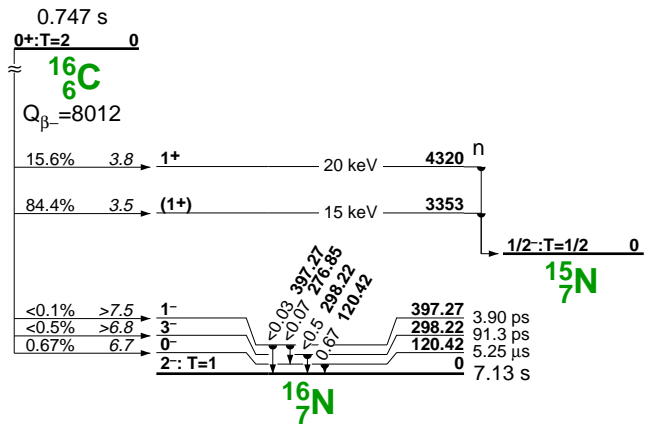 0.747 s
0+:T=2 0
16
6 C
Qβ–=8012
n
15.6% 3.8 1+ 20 keV 4320
84.4% 3.5 (1+) 15 keV 3353
1/2–:T=1/2 0
15
7 N
<0.03 397.27
<0.07 276.85
<0.5 298.22
0.67 120.42
<0.1% >7.5 1– 397.27 3.90 ps
<0.5% >6.8 3– 298.22 91.3 ps
0.67% 6.7 0– 120.42 5.25 μs
2–: T=1 0 7.13 s
16
7 N